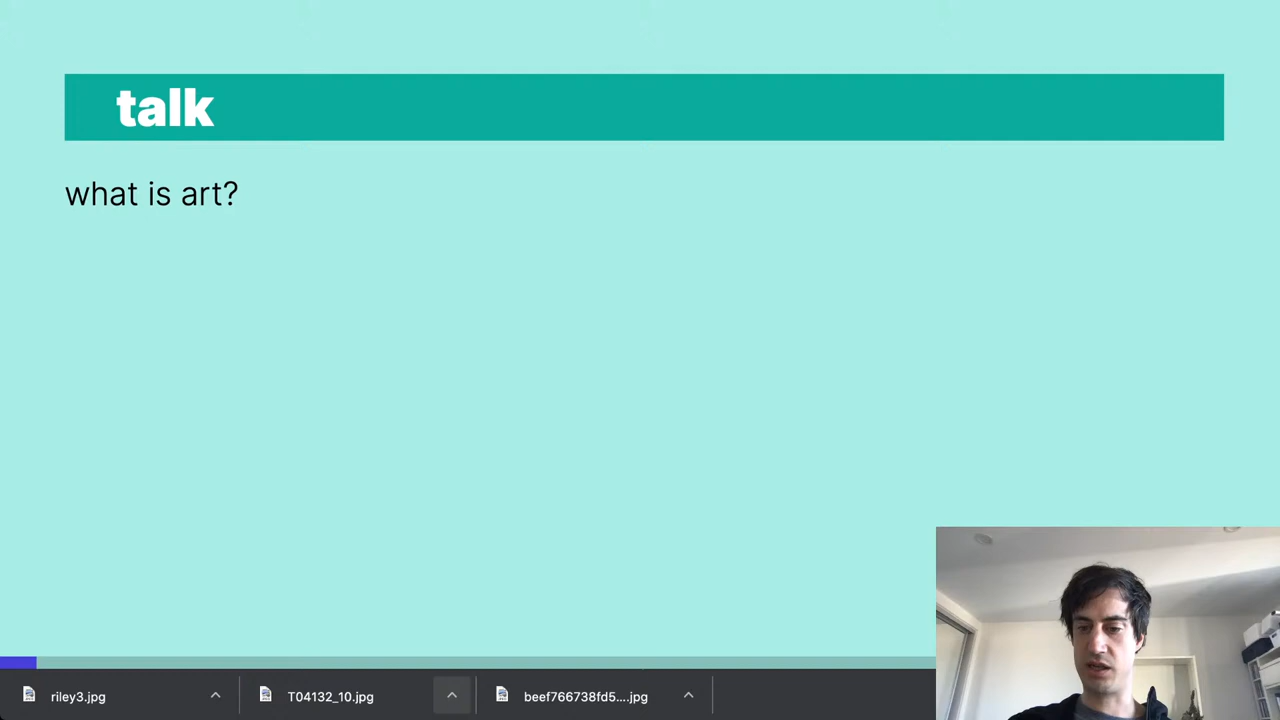 talk
what is art?
riley3.jpg
T04132_10.jpg
beef766738fd5....jpg